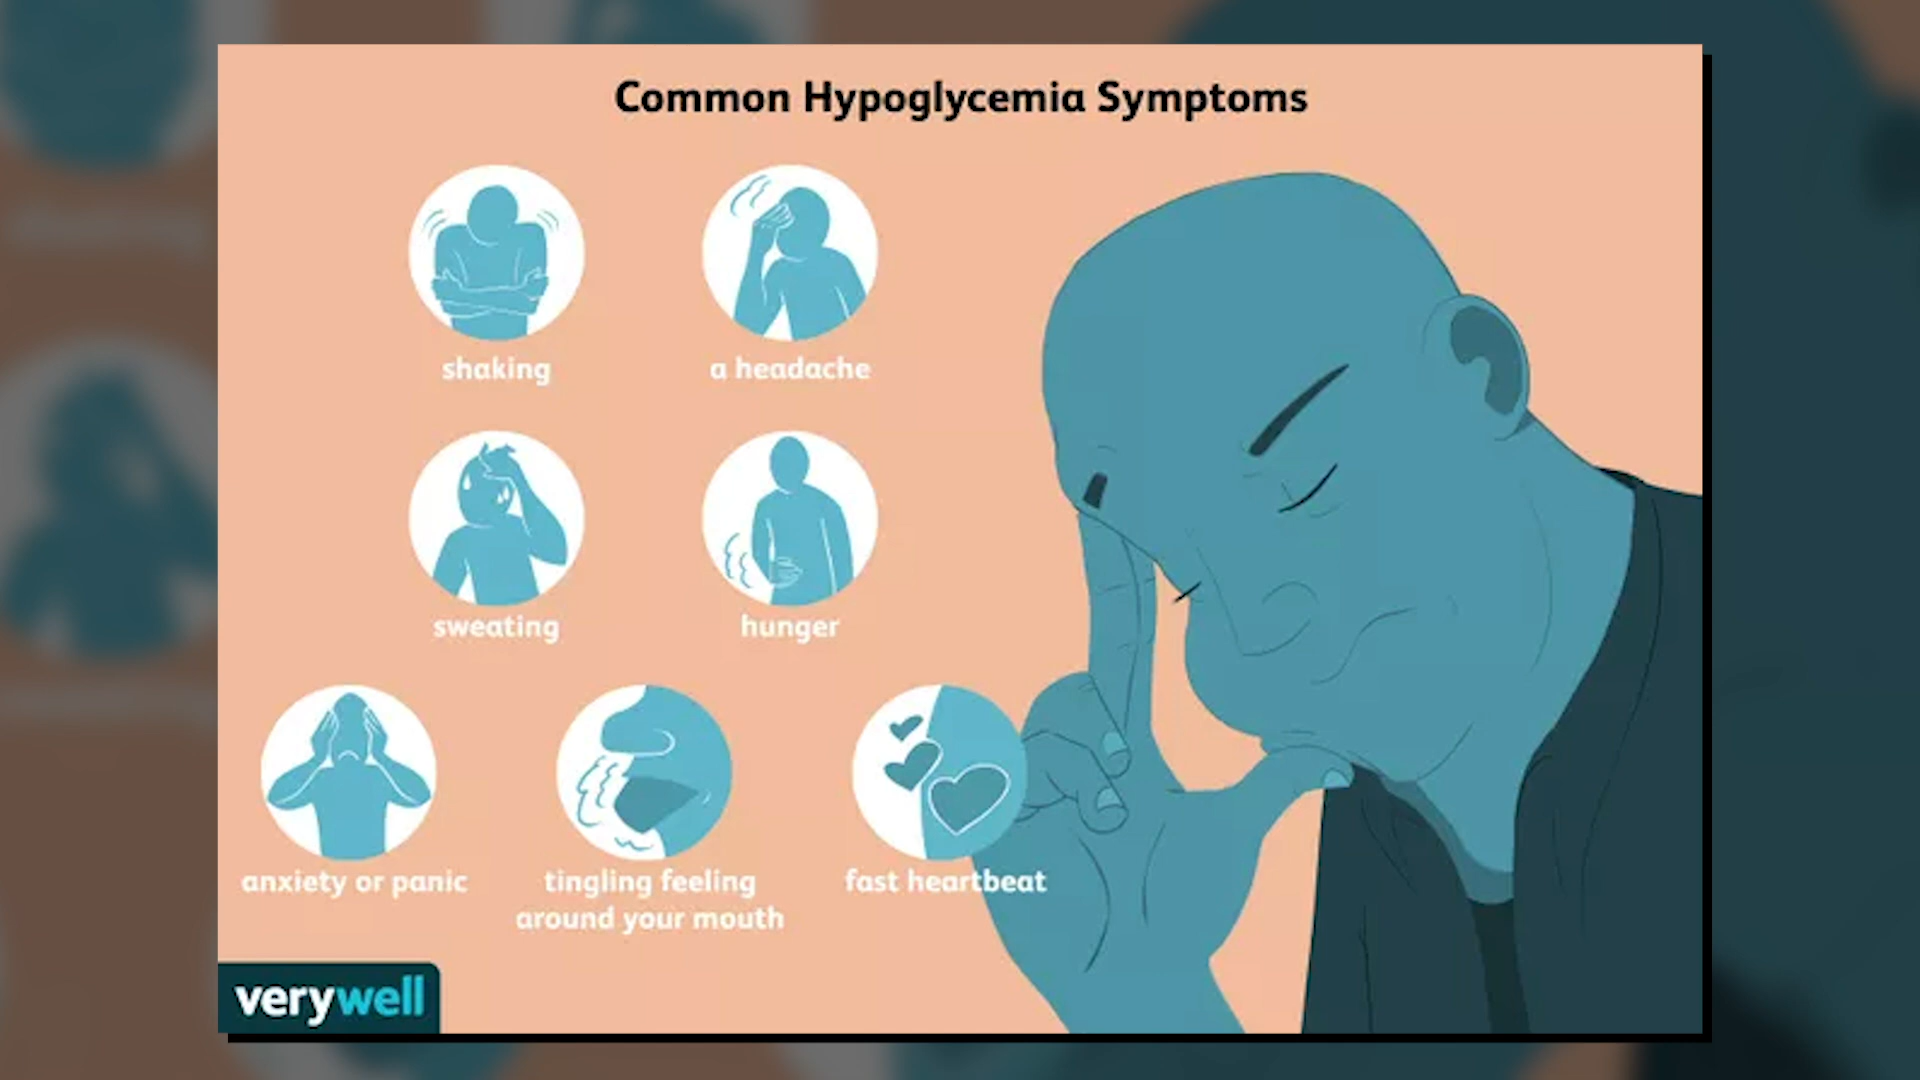 Common Hypoglycemia Symptoms
shaking
a headache
sweating
hunger
anxiety or panic
tingling feeling
around your mouth
fast heartbeat
verywell